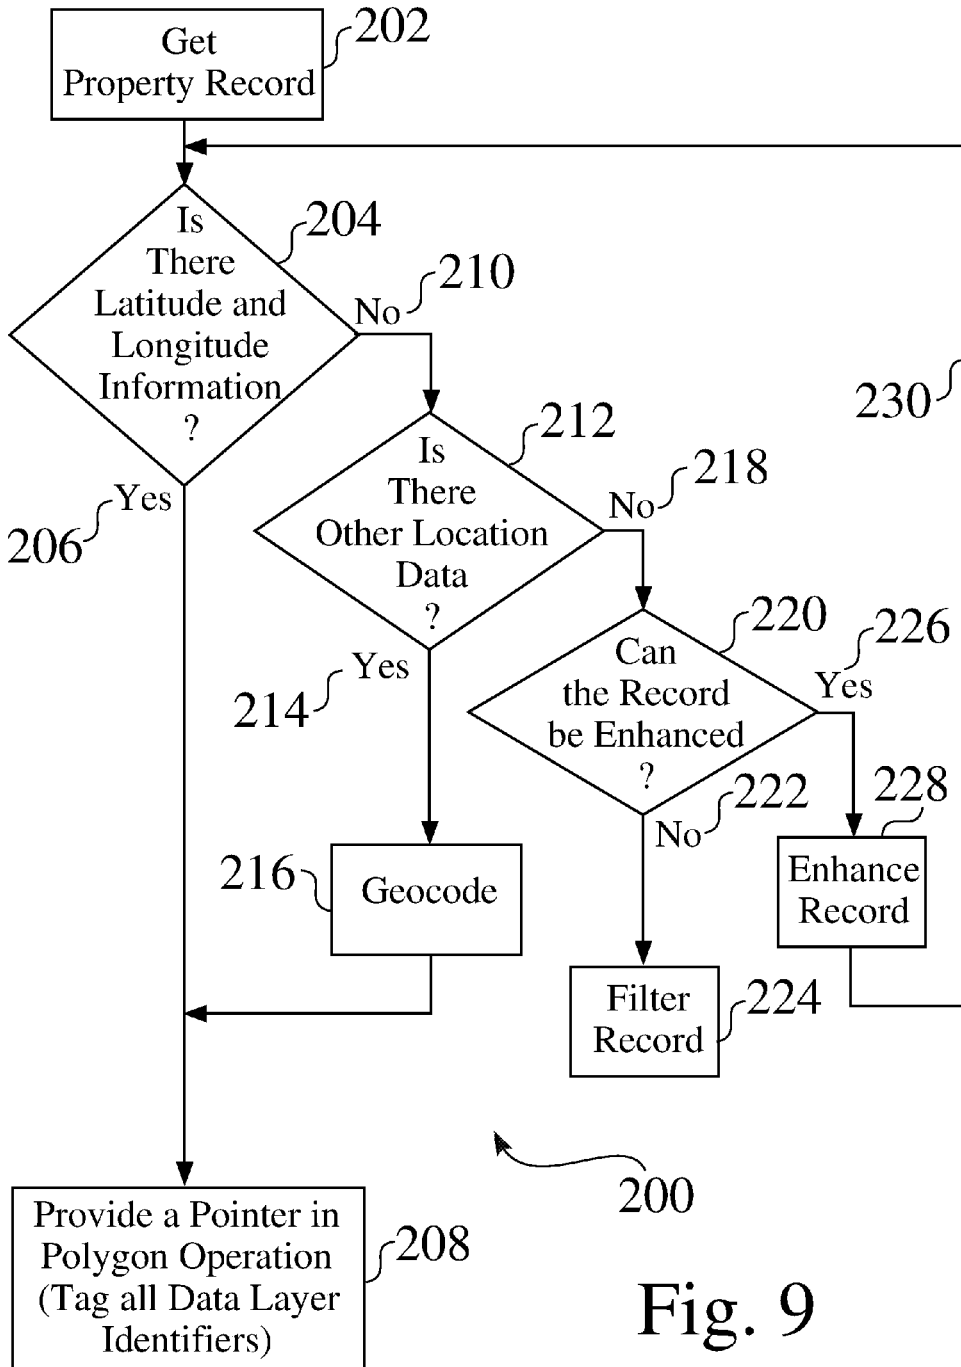 Get
Property Record
202
Is
There
Latitude and
Longitude
Information
?
204
No
210
230
Yes
206
Is
There
Other Location
Data
?
212
No
218
Yes
214
Can
the Record
be Enhanced
?
220
226
Yes
222
No
228
Enhance
Record
216
Geocode
Filter
Record
224
200
Provide a Pointer in
Polygon Operation
(Tag all Data Layer
Identifiers)
208
Fig. 9